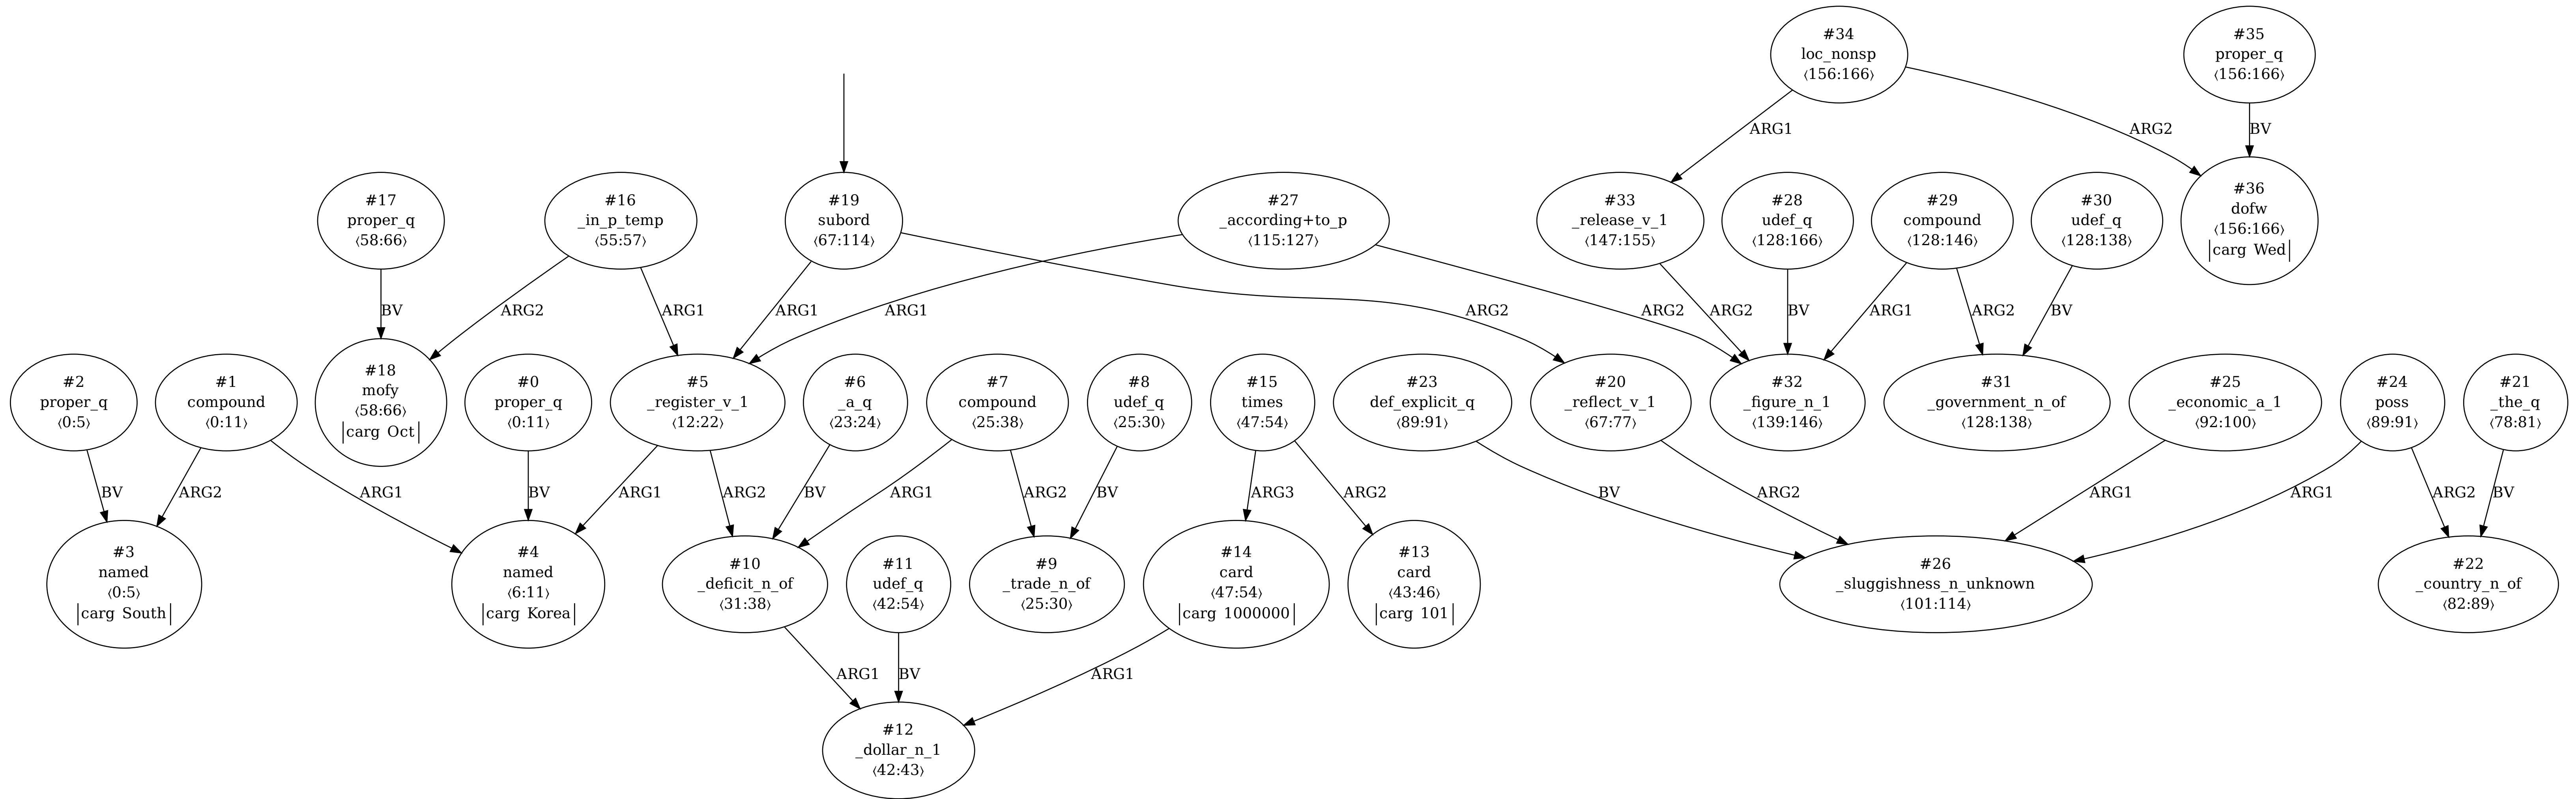 #34
loc_nonsp
⟨156:166⟩
#35
proper_q
⟨156:166⟩
ARG1
ARG2
BV
#17
proper_q
⟨58:66⟩
#16
_in_p_temp
⟨55:57⟩
#19
subord
⟨67:114⟩
#27
_according+to_p
⟨115:127⟩
#33
_release_v_1
⟨147:155⟩
#28
udef_q
⟨128:166⟩
#29
compound
⟨128:146⟩
#30
udef_q
⟨128:138⟩
#36
dofw
⟨156:166⟩
|carg Wed|
BV
ARG2
ARG1
ARG1
ARG1
ARG2
ARG2
ARG2
BV
ARG1
ARG2
BV
#2
proper_q
⟨0:5⟩
#1
compound
⟨0:11⟩
#18
mofy
⟨58:66⟩
|carg Oct|
#0
proper_q
⟨0:11⟩
#5
_register_v_1
⟨12:22⟩
#6
_a_q
⟨23:24⟩
#7
compound
⟨25:38⟩
#8
udef_q
⟨25:30⟩
#15
times
⟨47:54⟩
#23
def_explicit_q
⟨89:91⟩
#20
_reflect_v_1
⟨67:77⟩
#32
_figure_n_1
⟨139:146⟩
#31
_government_n_of
⟨128:138⟩
#25
_economic_a_1
⟨92:100⟩
#24
poss
⟨89:91⟩
#21
_the_q
⟨78:81⟩
BV
ARG2
ARG1
BV
ARG1
ARG2
BV
ARG1
ARG2
BV
ARG3
ARG2
BV
ARG2
ARG1
ARG1
ARG2
BV
#3
named
⟨0:5⟩
|carg South|
#4
named
⟨6:11⟩
|carg Korea|
#10
_deficit_n_of
⟨31:38⟩
#11
udef_q
⟨42:54⟩
#9
_trade_n_of
⟨25:30⟩
#14
card
⟨47:54⟩
|carg 1000000|
#13
card
⟨43:46⟩
|carg 101|
#26
_sluggishness_n_unknown
⟨101:114⟩
#22
_country_n_of
⟨82:89⟩
ARG1
BV
ARG1
#12
_dollar_n_1
⟨42:43⟩